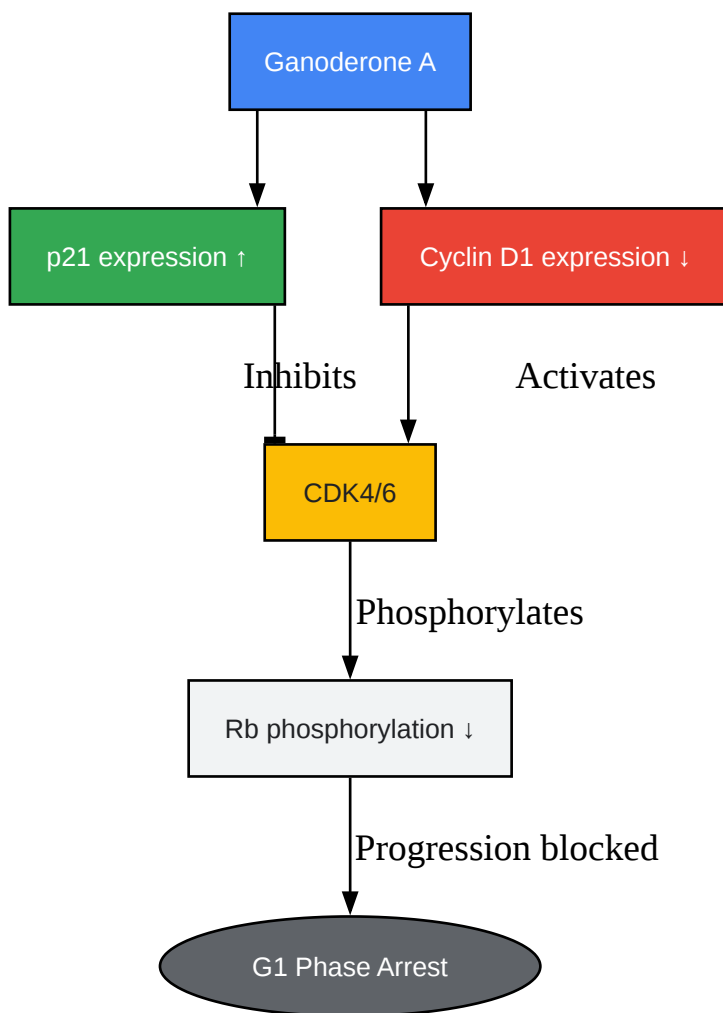 Ganoderone A
p21 expression ↑
Cyclin D1 expression ↓
Inhibits
Activates
CDK4/6
Phosphorylates
Rb phosphorylation ↓
Progression blocked
G1 Phase Arrest